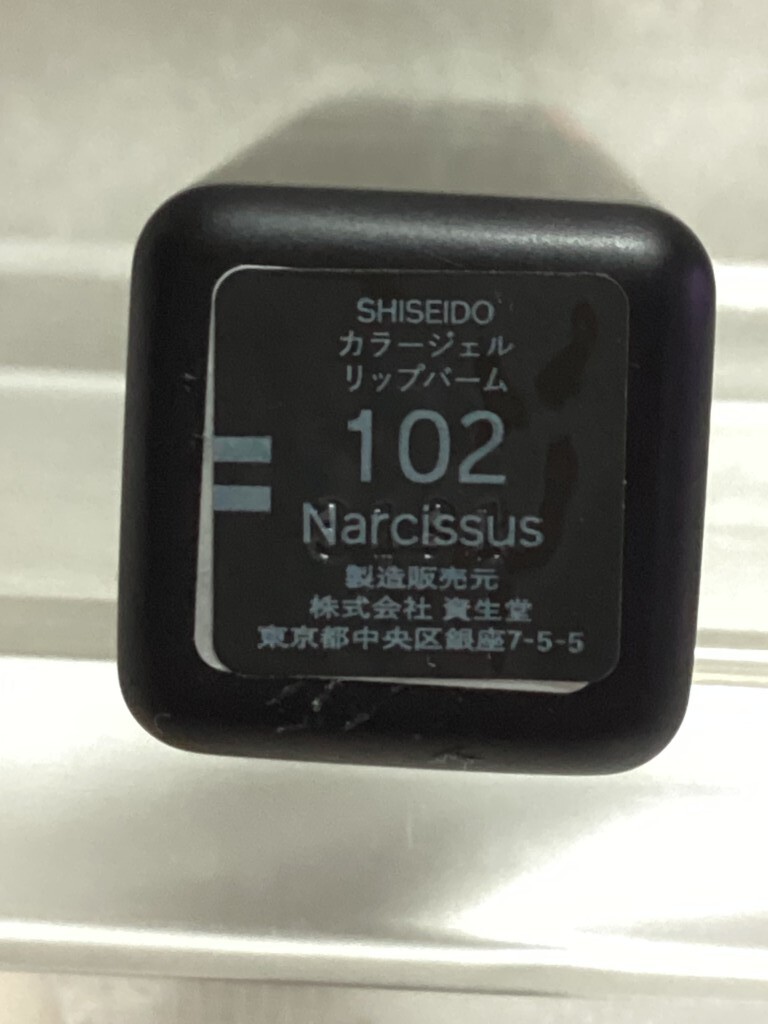 SHISEIDO
カラージェル
リップバーム
102
Narcissus
製造販売元
株式会社 資生堂
東京都中央区銀座7-5-5